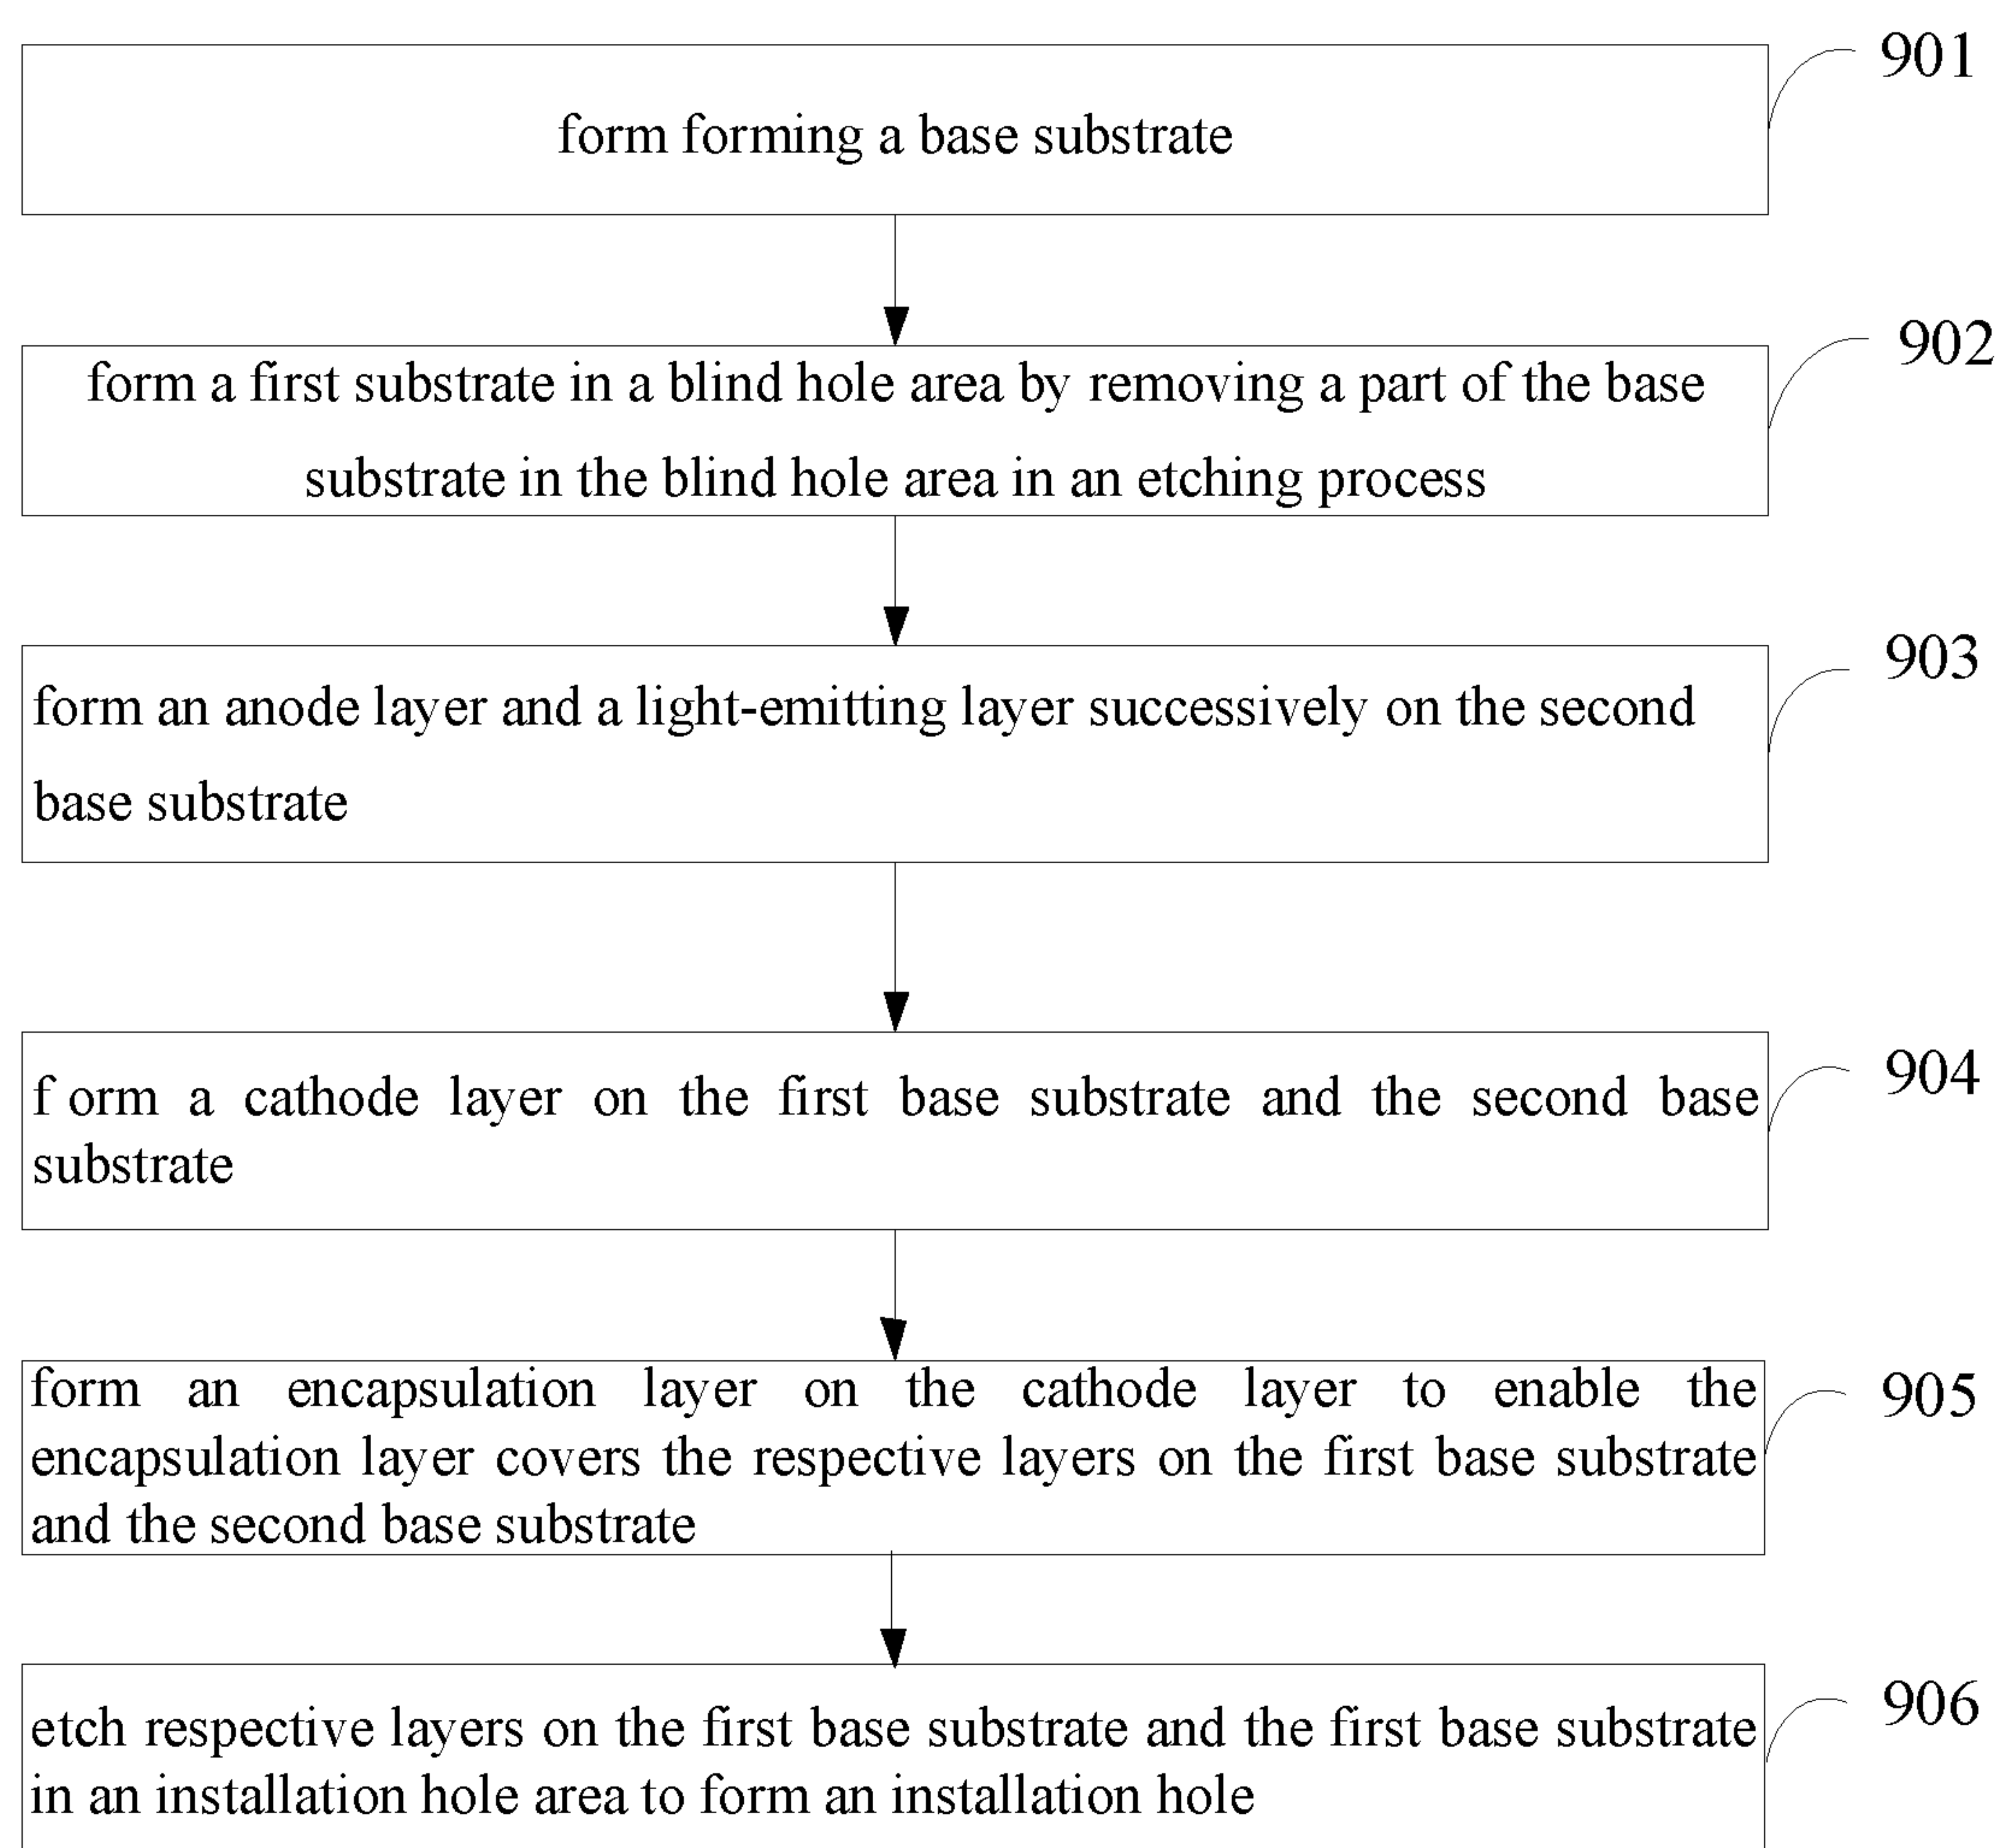 901
form forming a base substrate
902
form a first substrate in a blind hole area by removing a part of the base
substrate in the blind hole area in an etching process
903
form an anode layer and a light-emitting layer successively on the second
base substrate
904
f orm a cathode layer on the first base substrate and the second base
substrate
905
form an encapsulation layer on the cathode layer to enable the
encapsulation layer covers the respective layers on the first base substrate
and the second base substrate
906
etch respective layers on the first base substrate and the first base substrate
in an installation hole area to form an installation hole